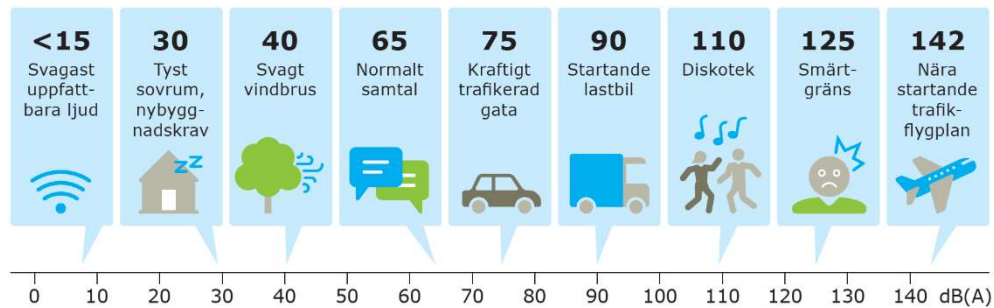 <15
Svagast
uppfatt-
bara ljud
30
Tyst
sovrum,
nybygg-
nadskrav
zz
40
Svagt
vindbrus
65
Normalt
samtal
75
Kraftigt
trafikerad
gata
90
Startande
lastbil
110
Diskotek
125
Smärt-
gräns
142
Nära
startande
trafik-
flygplan
0 10 20 30 40 50 60 70 80 90 100 110 120 130 140 dB(A)